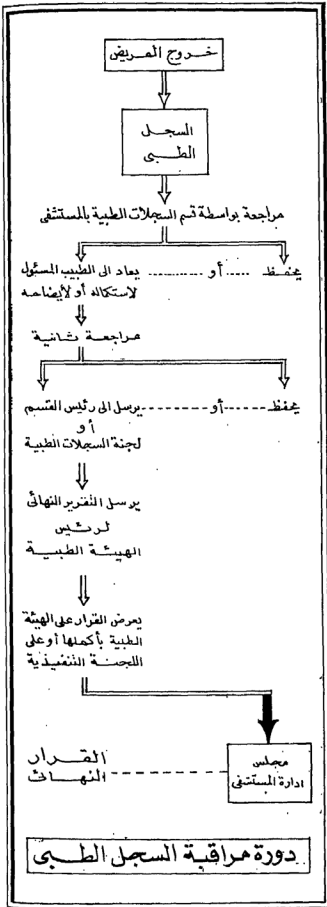 خروج المريض
السجل
الطبى
مراجعة بواسطة قسم السجلات الطبية بالمستشفى
يحفظ ..... أو ............ يعاد الى الطبيب المسئول
لاستكماله أو لأيضاحه
مراجعة ثانية
يحفظ ------ أو ------------ يرسل الى رئيس القسم
أو
لجنة السجلات الطبية
يرسل التقرير النهائى
لرئيس
الهيئة الطبية
يعرض القرار على الهيئة
الطبية بأكملها أو على
اللجنة التنفيذية
مجلس
ادارة المستشفى
القرار
النهائى
دورة مراقبة السجل الطبى